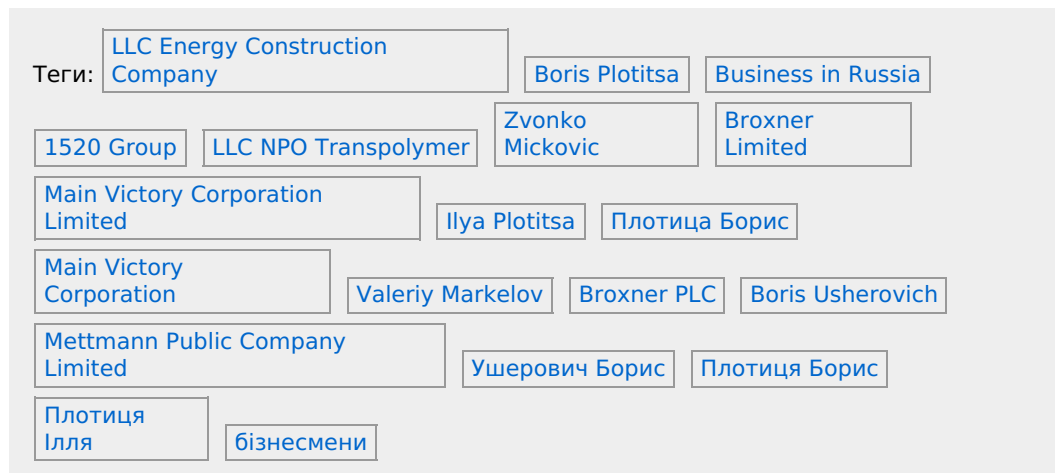 LLC Energy Construction
Теги: Company Boris Plotitsa Business in Russia
Zvonko Broxner
1520 Group LLC NPO Transpolymer Mickovic Limited
Main Victory Corporation
Limited Ilya Plotitsa Плотица Борис
Main Victory
Corporation Valeriy Markelov Broxner PLC Boris Usherovich
Mettmann Public Company
Limited Ушерович Борис Плотиця Борис
Плотиця
Ілля бізнесмени